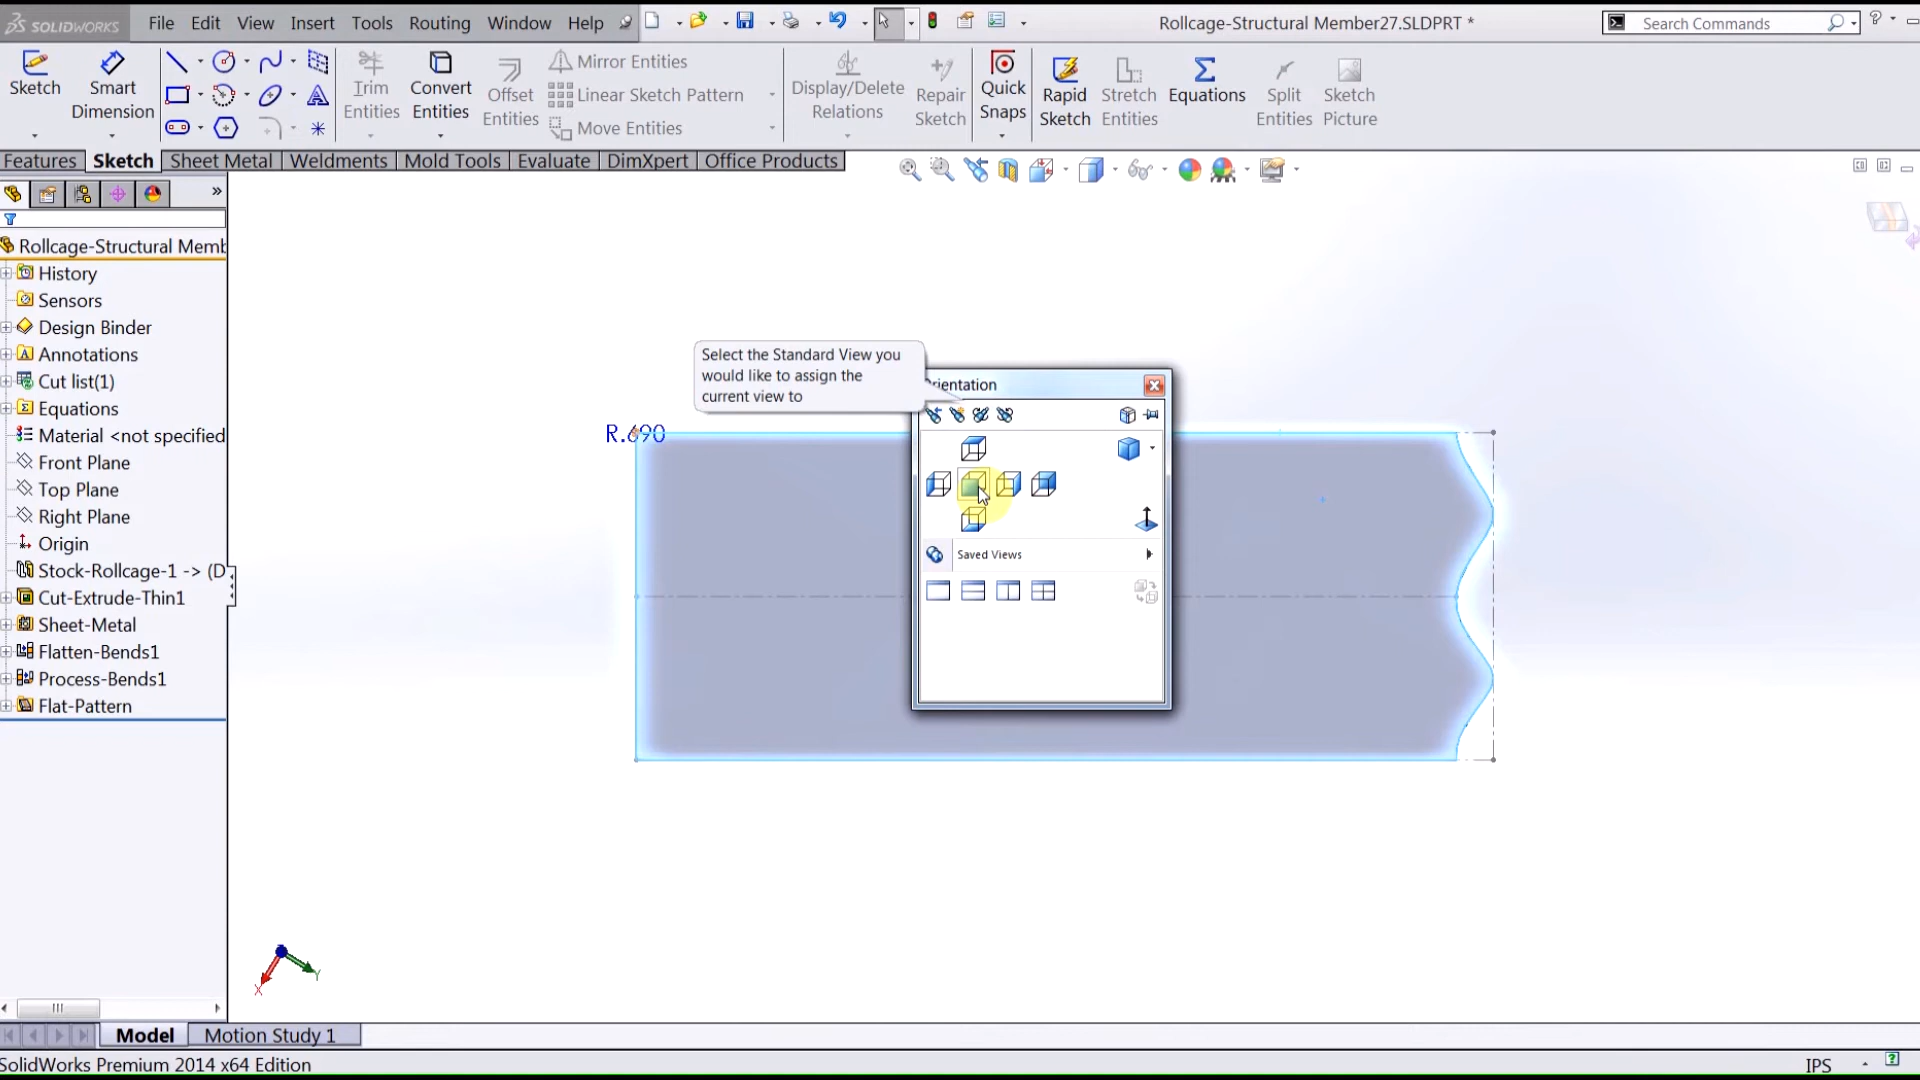 SOLIDWORKS File Edit View Insert Tools Routing Window Help Rollcage-Structural Member27.SLDPRT * Search Commands ?
Sketch Smart Dimension Trim Entities Convert Entities Offset Entities Mirror Entities Linear Sketch Pattern Move Entities Display/Delete Relations Repair Sketch Quick Snaps Rapid Sketch Stretch Entities Equations Split Entities Sketch Picture
Features Sketch Sheet Metal Weldments Mold Tools Evaluate DimXpert Office Products
»
Rollcage-Structural Memb
History
Sensors
Design Binder
Annotations
Cut list(1)
Equations
Material <not specified
Front Plane
Top Plane
Right Plane
Origin
Stock-Rollcage-1 -> (D
Cut-Extrude-Thin1
Sheet-Metal
Flatten-Bends1
Process-Bends1
Flat-Pattern
Select the Standard View you
would like to assign the
current view to
Orientation
R.690
Saved Views
Y
X
Model Motion Study 1
SolidWorks Premium 2014 x64 Edition IPS ?